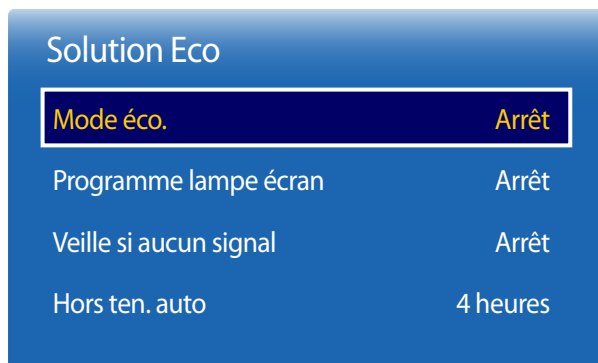 Solution Eco
Mode éco. Arrêt
Programme lampe écran Arrêt
Veille si aucun signal Arrêt
Hors ten. auto 4 heures